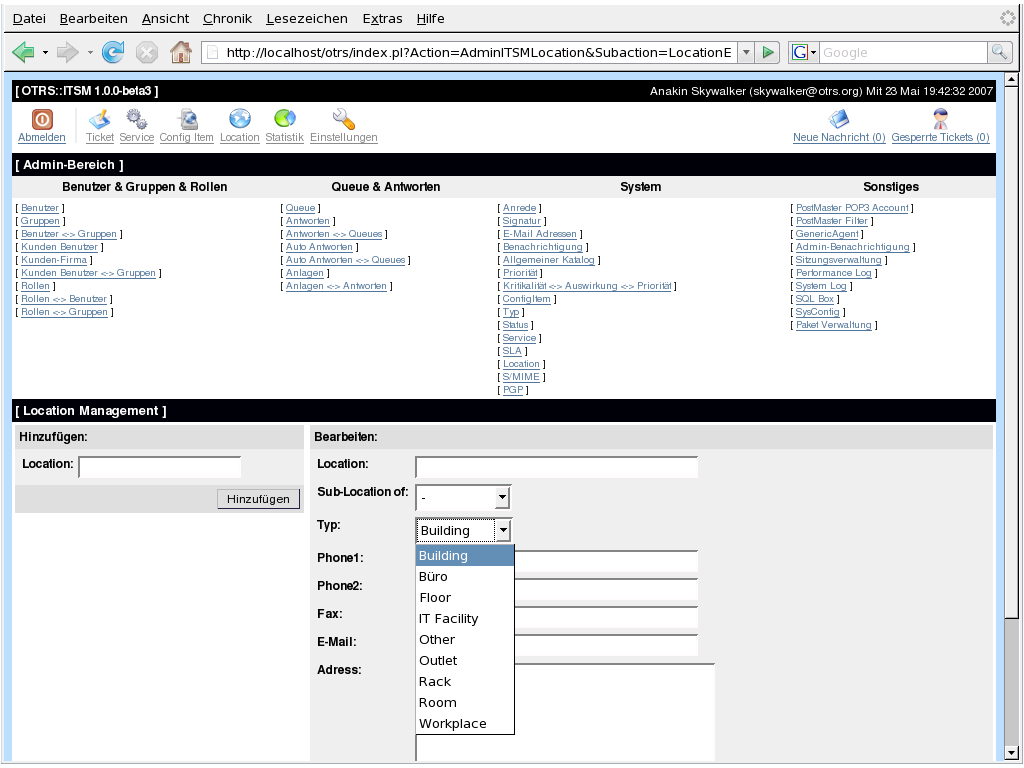 Datei Bearbeiten Ansicht Chronik Lesezeichen Extras Hilfe
http://localhost/otrs/index.pl?Action=AdminITSMLocation&Subaction=LocationE
G Google
[ OTRS::ITSM 1.0.0-beta3 ] Anakin Skywalker (skywalker@otrs.org) Mit 23 Mai 19:42:32 2007
Abmelden Ticket Service Config Item Location Statistik Einstellungen Neue Nachricht (0) Gesperrte Tickets (0)
[ Admin-Bereich ]
Benutzer & Gruppen & Rollen Queue & Antworten System Sonstiges
[ Benutzer ] [ Queue ] [ Anrede ] [ PostMaster POP3 Account ]
[ Gruppen ] [ Antworten ] [ Signatur ] [ PostMaster Filter ]
[ Benutzer <-> Gruppen ] [ Antworten <-> Queues ] [ E-Mail Adressen ] [ GenericAgent ]
[ Kunden Benutzer ] [ Auto Antworten ] [ Benachrichtigung ] [ Admin-Benachrichtigung ]
[ Kunden-Firma ] [ Auto Antworten <-> Queues ] [ Allgemeiner Katalog ] [ Sitzungsverwaltung ]
[ Kunden Benutzer <-> Gruppen ] [ Anlagen ] [ Priorität ] [ Performance Log ]
[ Rollen ] [ Anlagen <-> Antworten ] [ Kritikalität <-> Auswirkung <-> Priorität ] [ System Log ]
[ Rollen <-> Benutzer ] [ ConfigItem ] [ SQL Box ]
[ Rollen <-> Gruppen ] [ Typ ] [ SysConfig ]
[ Status ] [ Paket Verwaltung ]
[ Service ]
[ SLA ]
[ Location ]
[ S/MIME ]
[ PGP ]
[ Location Management ]
Hinzufügen: Bearbeiten:
Location: Location:
Hinzufügen Sub-Location of: -
Typ: Building
Building
Phone1:
Büro
Phone2:
Floor
Fax:
IT Facility
E-Mail:
Other
Adress:
Outlet
Rack
Room
Workplace